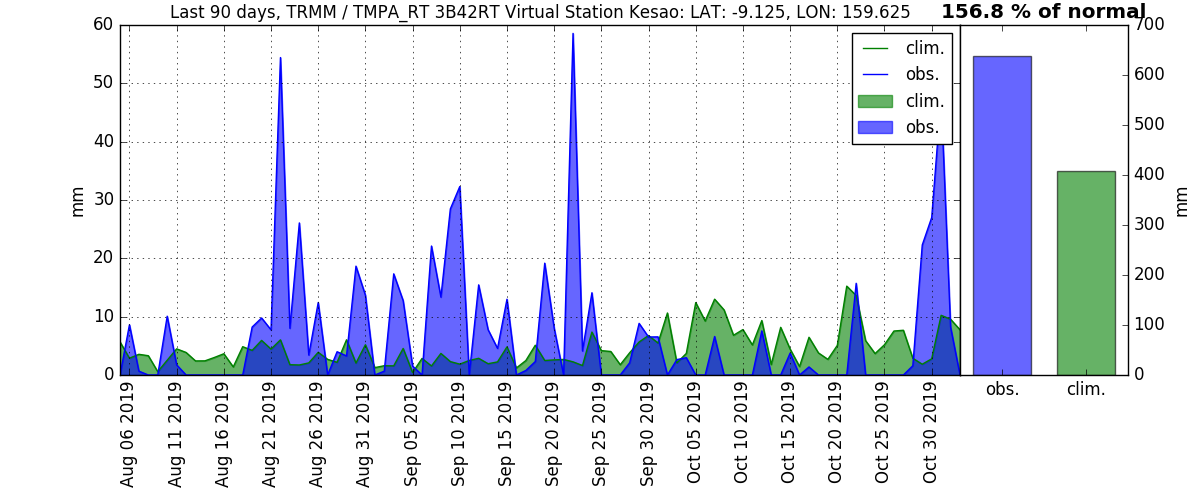 Last 90 days, TRMM / TMPA_RT 3B42RT Virtual Station Kesao: LAT: -9.125, LON: 159.625
156.8 % of normal
60
50
40
30
20
10
0
mm
clim.
obs.
clim.
obs.
Aug 06 2019
Aug 11 2019
Aug 16 2019
Aug 21 2019
Aug 26 2019
Aug 31 2019
Sep 05 2019
Sep 10 2019
Sep 15 2019
Sep 20 2019
Sep 25 2019
Sep 30 2019
Oct 05 2019
Oct 10 2019
Oct 15 2019
Oct 20 2019
Oct 25 2019
Oct 30 2019
700
600
500
400
300
200
100
0
mm
obs.
clim.